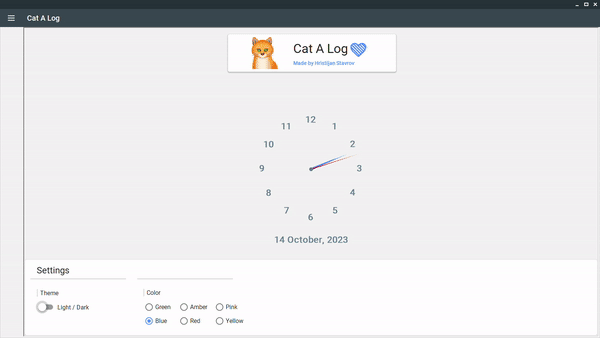 Cat A Log
Cat A Log
Made by Hristijan Slavrov
12
11 1
10 2
9 3
8 4
7 5
6
14 October, 2023
Settings
Theme
Light / Dark
Color
Green Amber Pink
Blue Red Yellow